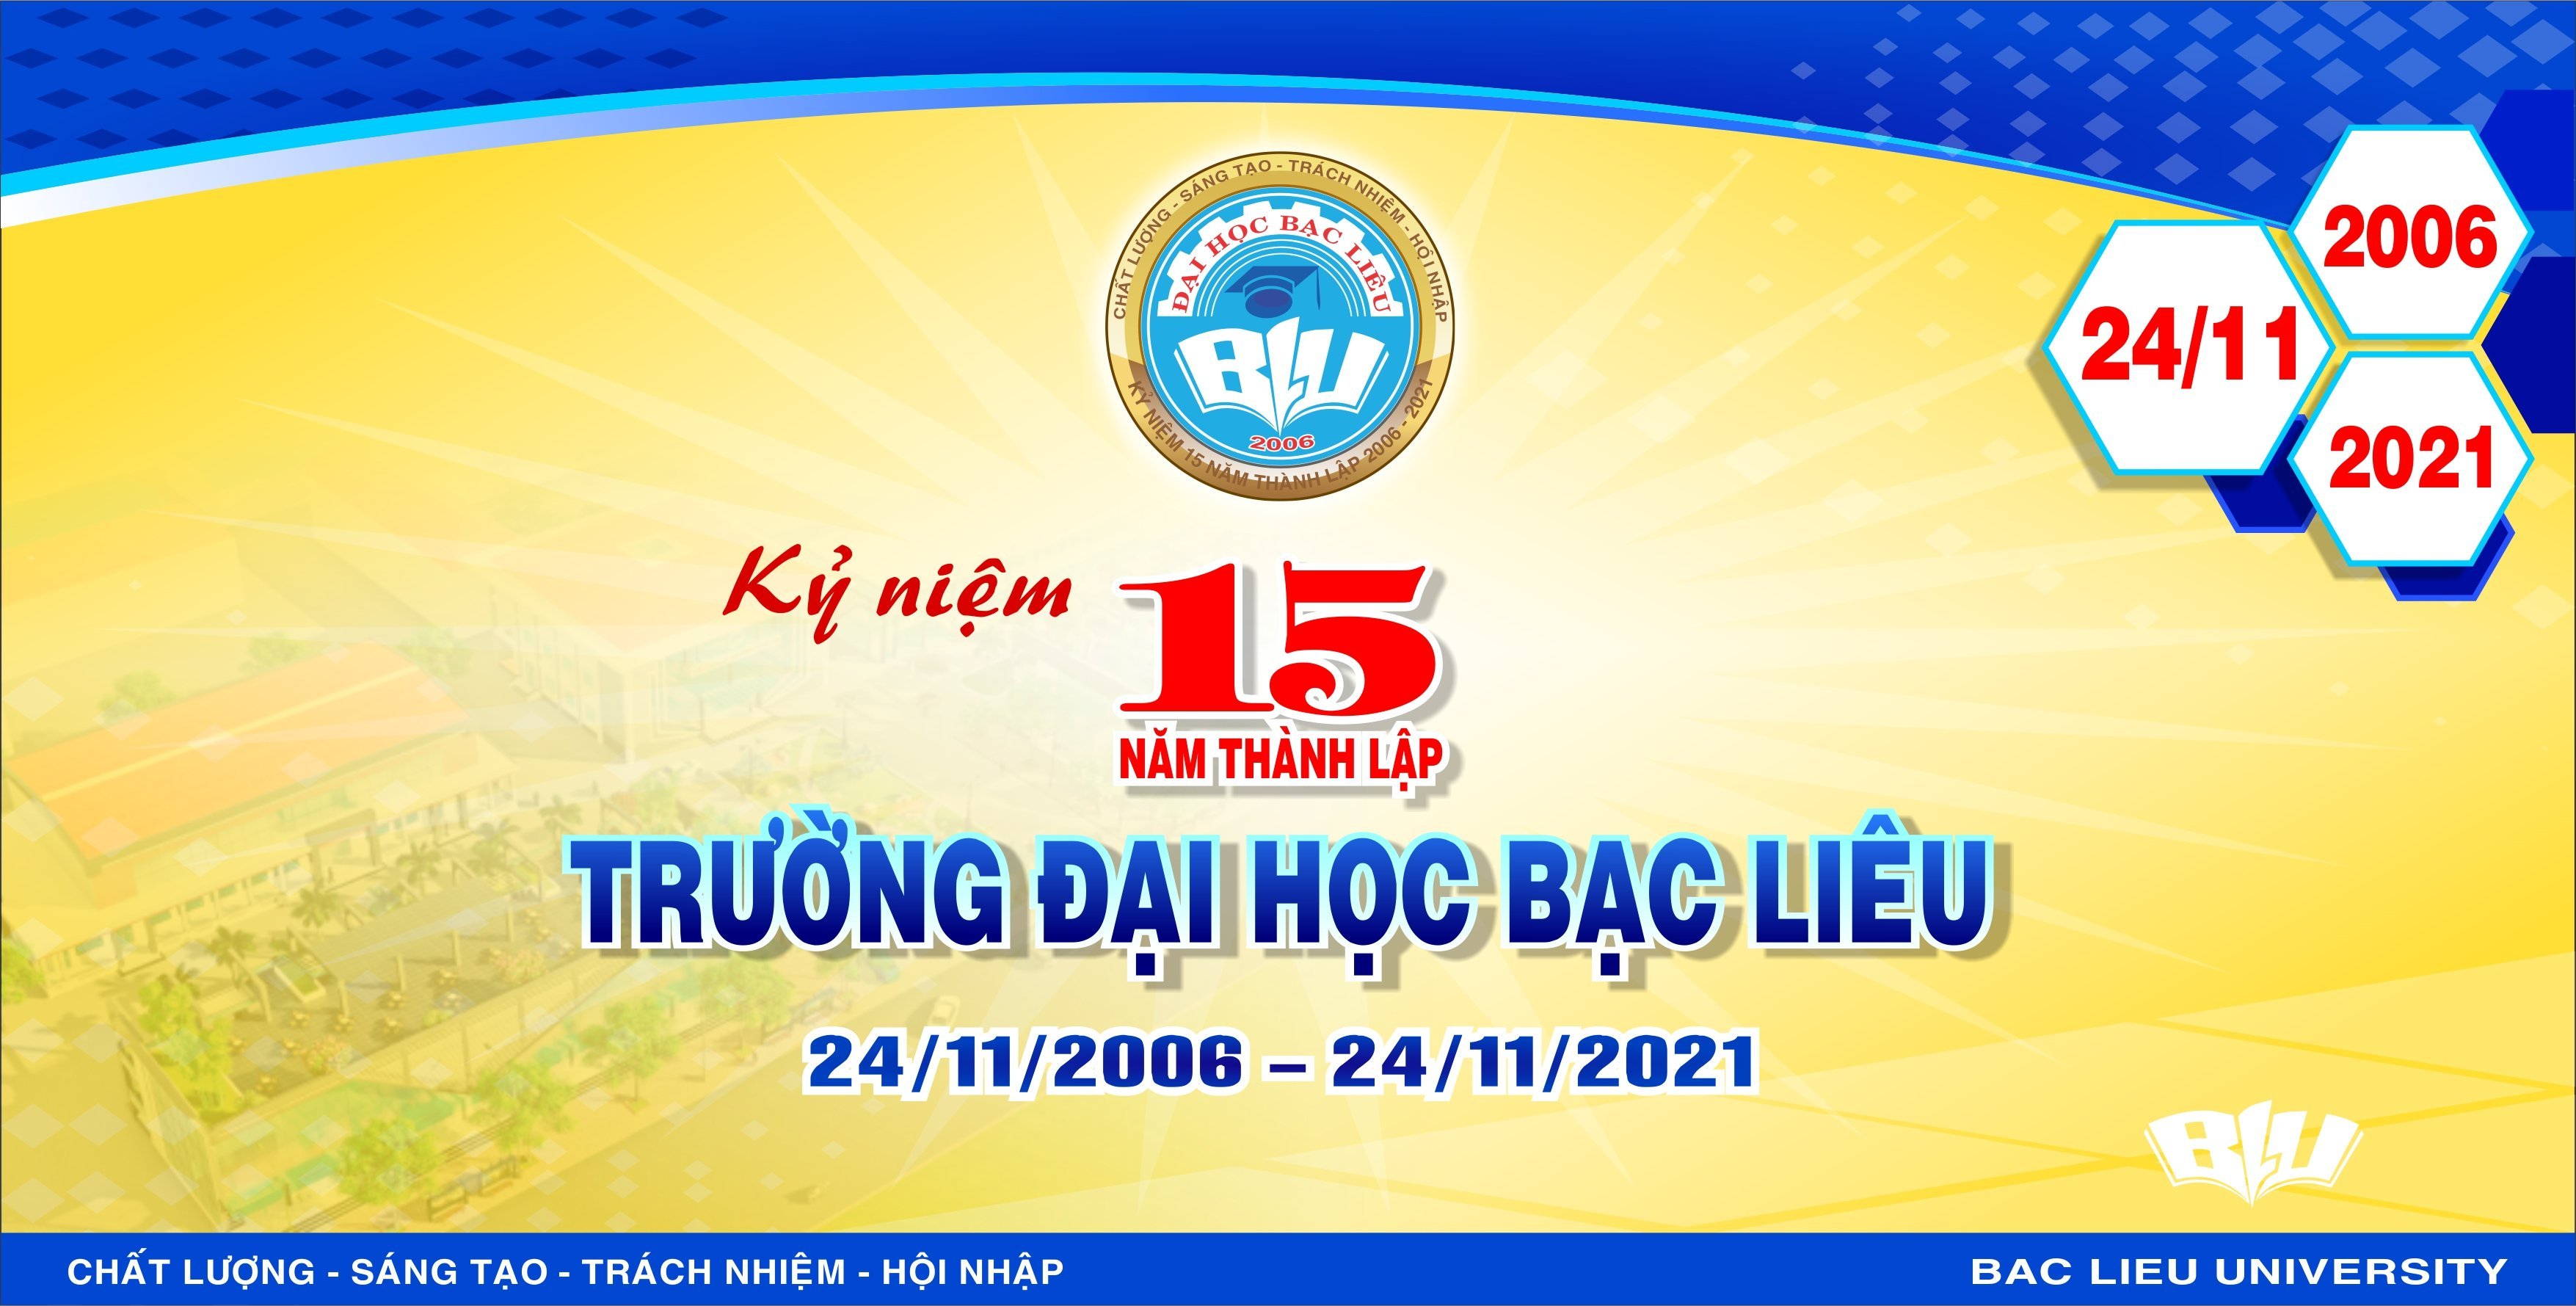 CHẤT LƯỢNG - SÁNG TẠO - TRÁCH NHIỆM - HỘI NHẬP
ĐẠI HỌC BẠC LIÊU
BLU
2006
KỶ NIỆM 15 NĂM THÀNH LẬP 2006 - 2021
2006
24/11
2021
Kỷ niệm
15
NĂM THÀNH LẬP
TRƯỜNG ĐẠI HỌC BẠC LIÊU
24/11/2006 – 24/11/2021
BLU
CHẤT LƯỢNG - SÁNG TẠO - TRÁCH NHIỆM - HỘI NHẬP
BAC LIEU UNIVERSITY